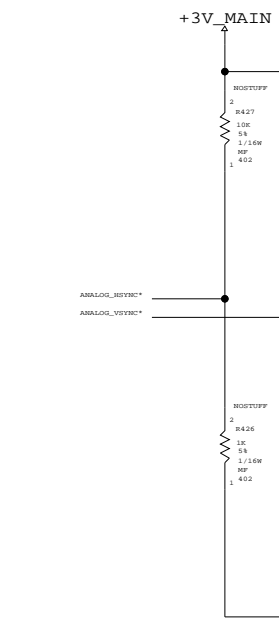 +3V_MAIN
NOSTUFF
2
R427
10K
5%
1/16W
MF
402
1
ANALOG_HSYNC*
ANALOG_VSYNC*
NOSTUFF
2
R426
1K
5%
1/16W
MF
402
1